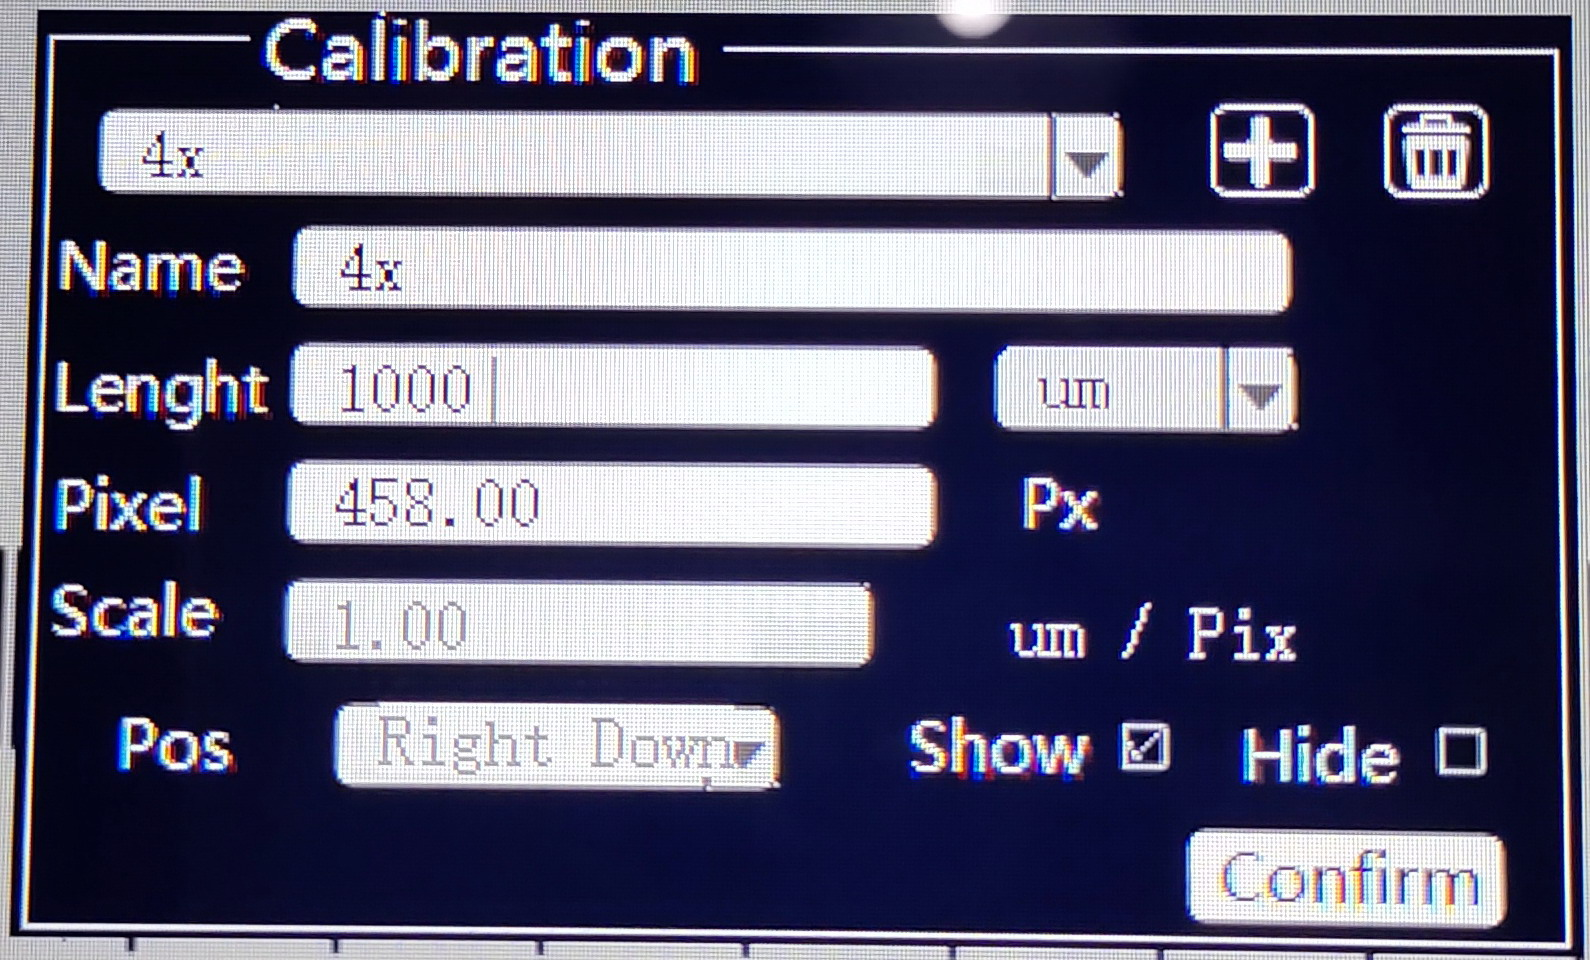 Calibration
4x
Name 4x
Lenght 1000 um
Pixel 458.00 Px
Scale 1.00 um / Pix
Pos Right Down Show Hide
Confirm